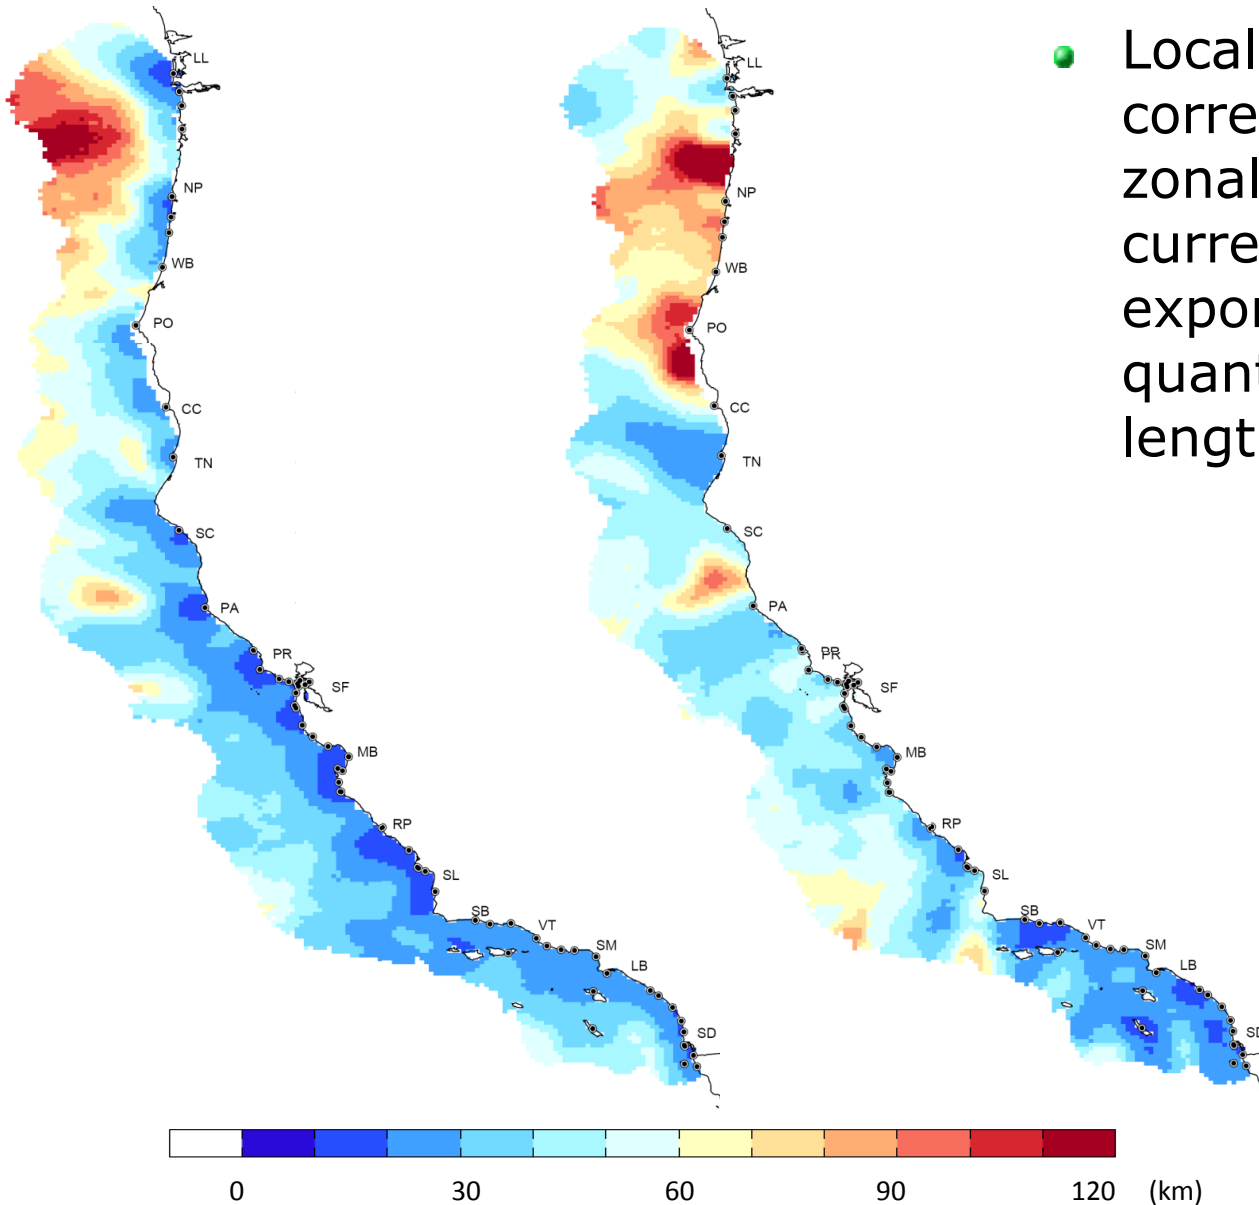 Local
corre
zonal
curre
expor
quant
lengt
LL
NP
WB
PO
CC
TN
SC
PA
PR
SF
MB
RP
SL
SB
VT
SM
LB
SD
LL
NP
WB
PO
CC
TN
SC
PA
PR
SF
MB
RP
SL
SB
VT
SM
LB
SD
0 30 60 90 120 (km)